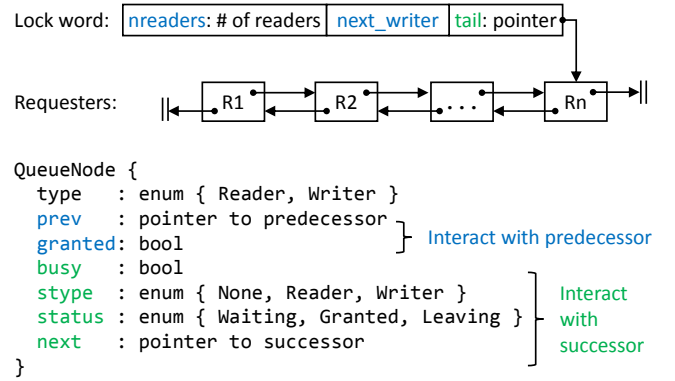 Lock word: nreaders: # of readers next_writer tail: pointer
Requesters: R1 R2 ... Rn
QueueNode {
type : enum { Reader, Writer }
prev : pointer to predecessor
granted: bool
Interact with predecessor
busy : bool
stype : enum { None, Reader, Writer }
status : enum { Waiting, Granted, Leaving }
next : pointer to successor
Interact
with
successor
}